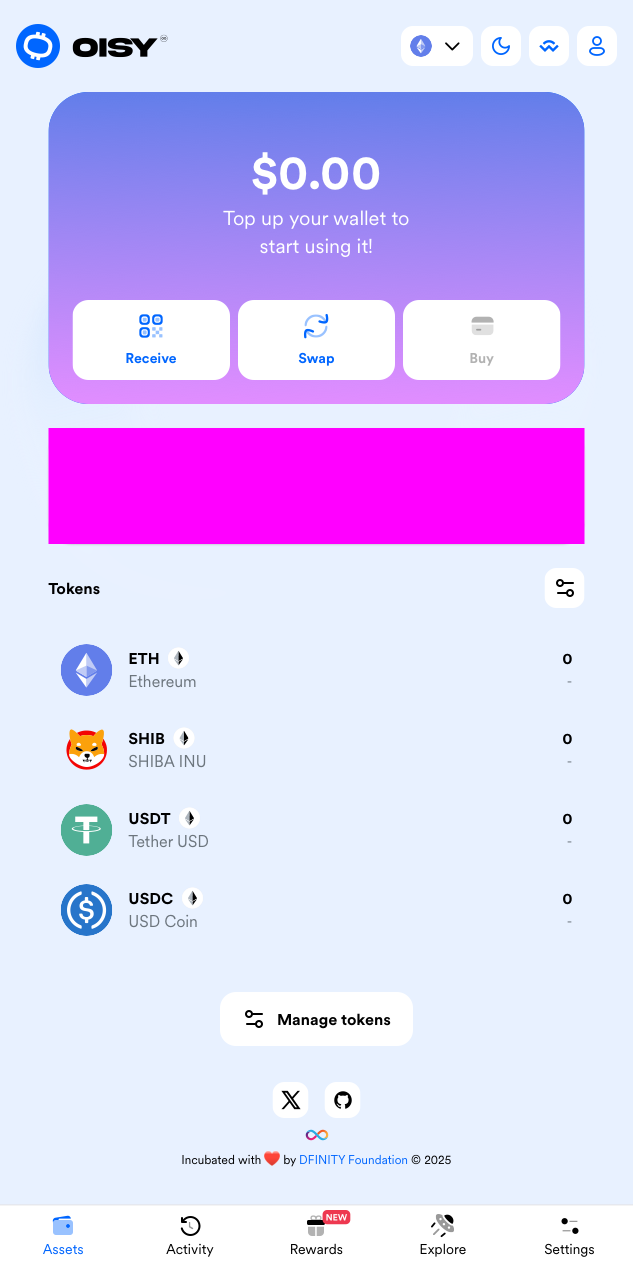 OISY
$0.00
Top up your wallet to
start using it!
Receive
Swap
Buy
Tokens
ETH
0
Ethereum
-
SHIB
0
SHIBA INU
-
USDT
0
Tether USD
-
USDC
0
USD Coin
-
Manage tokens
Incubated with ❤️ by DFINITY Foundation © 2025
NEW
Assets
Activity
Rewards
Explore
Settings